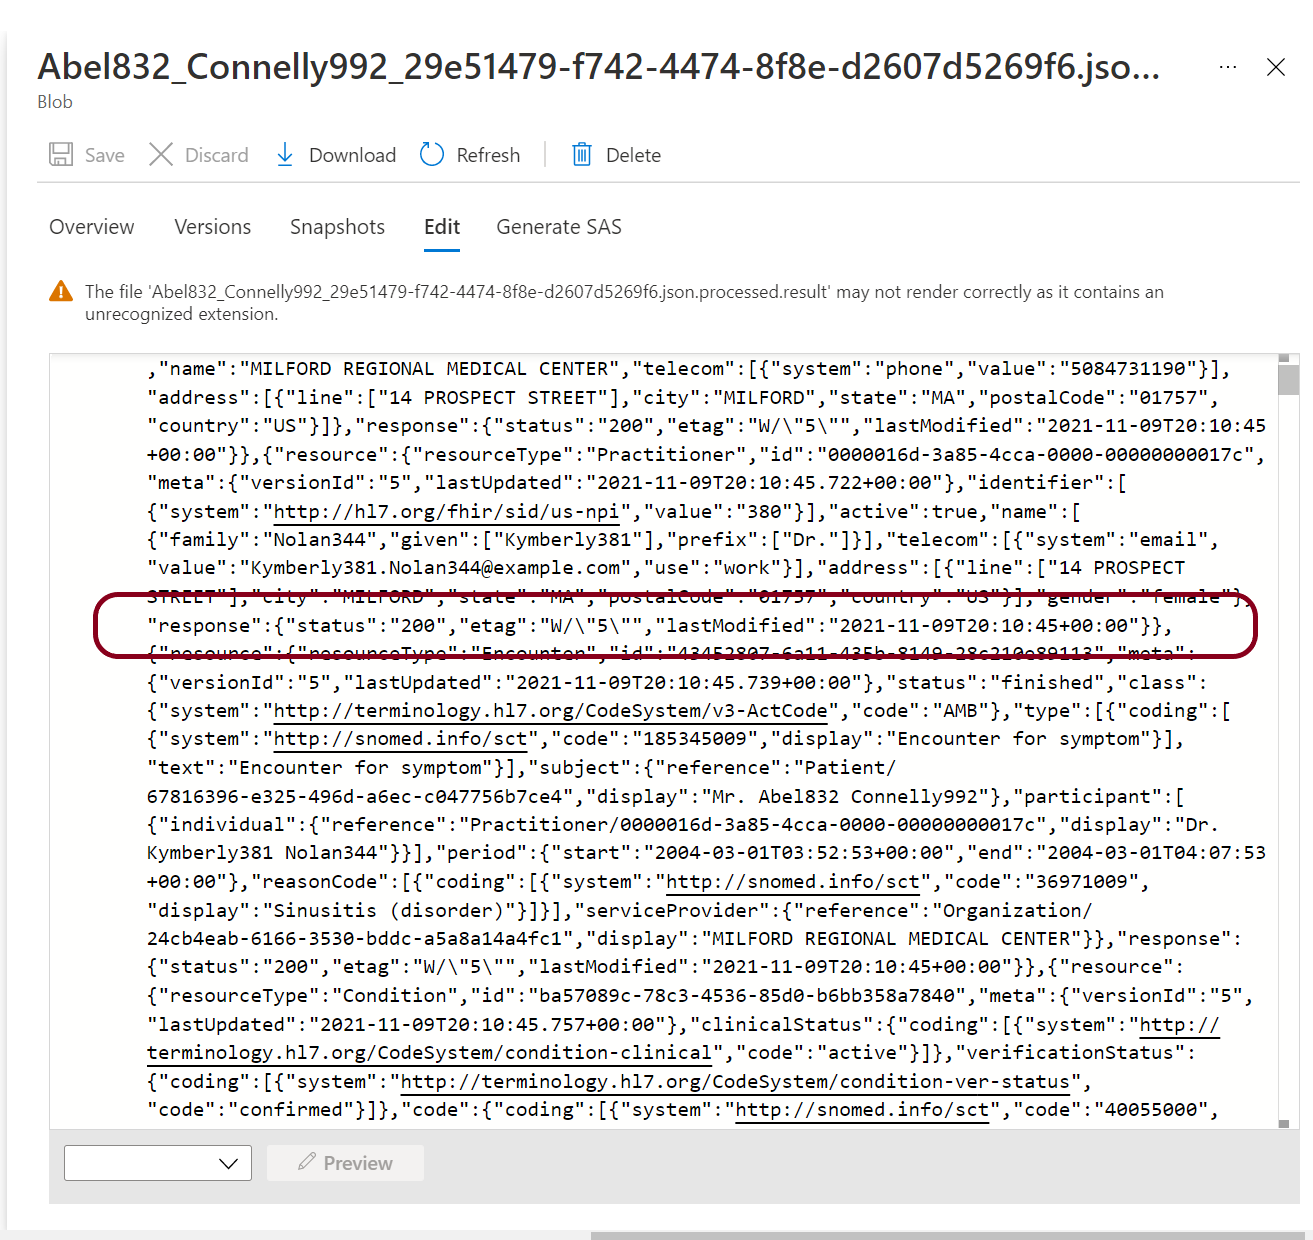 Abel832_Connelly992_29e51479-f742-4474-8f8e-d2607d5269f6.jso...
Blob
Save Discard Download Refresh Delete
Overview Versions Snapshots Edit Generate SAS
The file 'Abel832_Connelly992_29e51479-f742-4474-8f8e-d2607d5269f6.json.processed.result' may not render correctly as it contains an
unrecognized extension.
,"name":"MILFORD REGIONAL MEDICAL CENTER","telecom":[{"system":"phone","value":"5084731190"}],
"address":[{"line":["14 PROSPECT STREET"],"city":"MILFORD","state":"MA","postalCode":"01757",
"country":"US"}]},"response":{"status":"200","etag":"W/\"5\"","lastModified":"2021-11-09T20:10:45
+00:00"}},{"resource":{"resourceType":"Practitioner","id":"0000016d-3a85-4cca-0000-00000000017c",
"meta":{"versionId":"5","lastUpdated":"2021-11-09T20:10:45.722+00:00"},"identifier":[
{"system":"http://hl7.org/fhir/sid/us-npi","value":"380"}],"active":true,"name":[
{"family":"Nolan344","given":["Kymberly381"],"prefix":["Dr."]}],"telecom":[{"system":"email",
"value":"Kymberly381.Nolan344@example.com","use":"work"}],"address":[{"line":["14 PROSPECT
STREET"],"city":"MILFORD","state":"MA","postalCode":"01757","country":"US"}],"gender":"female"},
"response":{"status":"200","etag":"W/\"5\"","lastModified":"2021-11-09T20:10:45+00:00"}},
{"resource":{"resourceType":"Encounter","id":"43452807-6a11-435b-8149-28c210e89113","meta":
{"versionId":"5","lastUpdated":"2021-11-09T20:10:45.739+00:00"},"status":"finished","class":
{"system":"http://terminology.hl7.org/CodeSystem/v3-ActCode","code":"AMB"},"type":[{"coding":[
{"system":"http://snomed.info/sct","code":"185345009","display":"Encounter for symptom"}],
"text":"Encounter for symptom"}],"subject":{"reference":"Patient/
67816396-e325-496d-a6ec-c047756b7ce4","display":"Mr. Abel832 Connelly992"},"participant":[
{"individual":{"reference":"Practitioner/0000016d-3a85-4cca-0000-00000000017c","display":"Dr.
Kymberly381 Nolan344"}}],"period":{"start":"2004-03-01T03:52:53+00:00","end":"2004-03-01T04:07:53
+00:00"},"reasonCode":[{"coding":[{"system":"http://snomed.info/sct","code":"36971009",
"display":"Sinusitis (disorder)"}]}],"serviceProvider":{"reference":"Organization/
24cb4eab-6166-3530-bddc-a5a8a14a4fc1","display":"MILFORD REGIONAL MEDICAL CENTER"}},"response":
{"status":"200","etag":"W/\"5\"","lastModified":"2021-11-09T20:10:45+00:00"}},{"resource":
{"resourceType":"Condition","id":"ba57089c-78c3-4536-85d0-b6bb358a7840","meta":{"versionId":"5",
"lastUpdated":"2021-11-09T20:10:45.757+00:00"},"clinicalStatus":{"coding":[{"system":"http://
terminology.hl7.org/CodeSystem/condition-clinical","code":"active"}]},"verificationStatus":
{"coding":[{"system":"http://terminology.hl7.org/CodeSystem/condition-ver-status",
"code":"confirmed"}]},"code":{"coding":[{"system":"http://snomed.info/sct","code":"40055000",
Preview